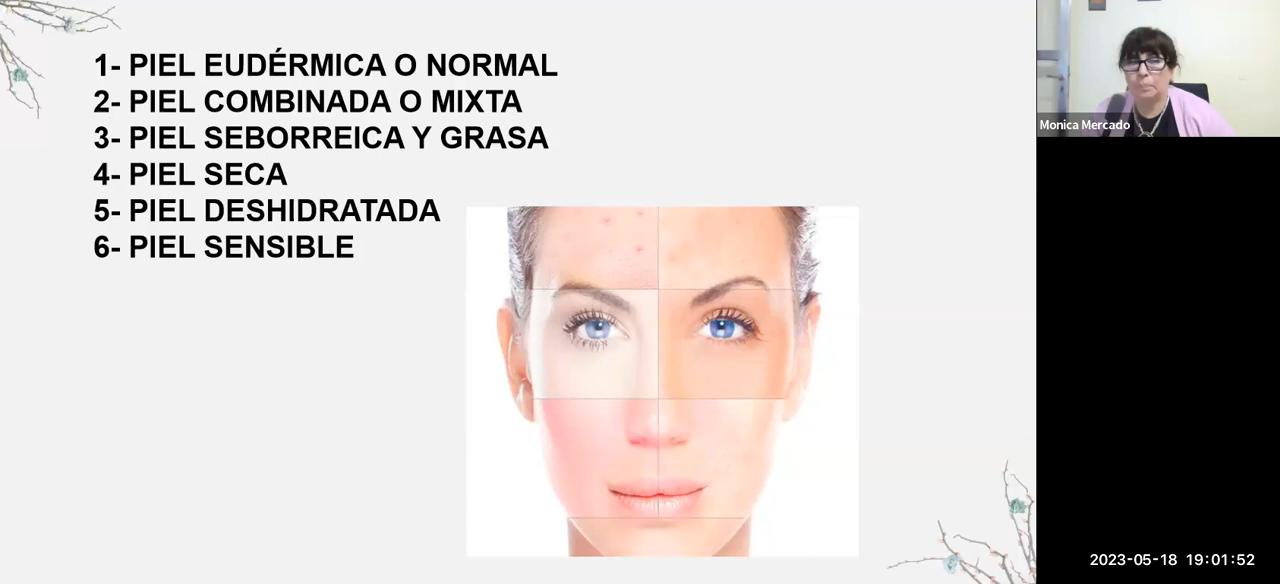 1- PIEL EUDÉRMICA O NORMAL
2- PIEL COMBINADA O MIXTA
3- PIEL SEBORREICA Y GRASA
4- PIEL SECA
5- PIEL DESHIDRATADA
6- PIEL SENSIBLE
Monica Mercado
2023-05-18 19:01:52